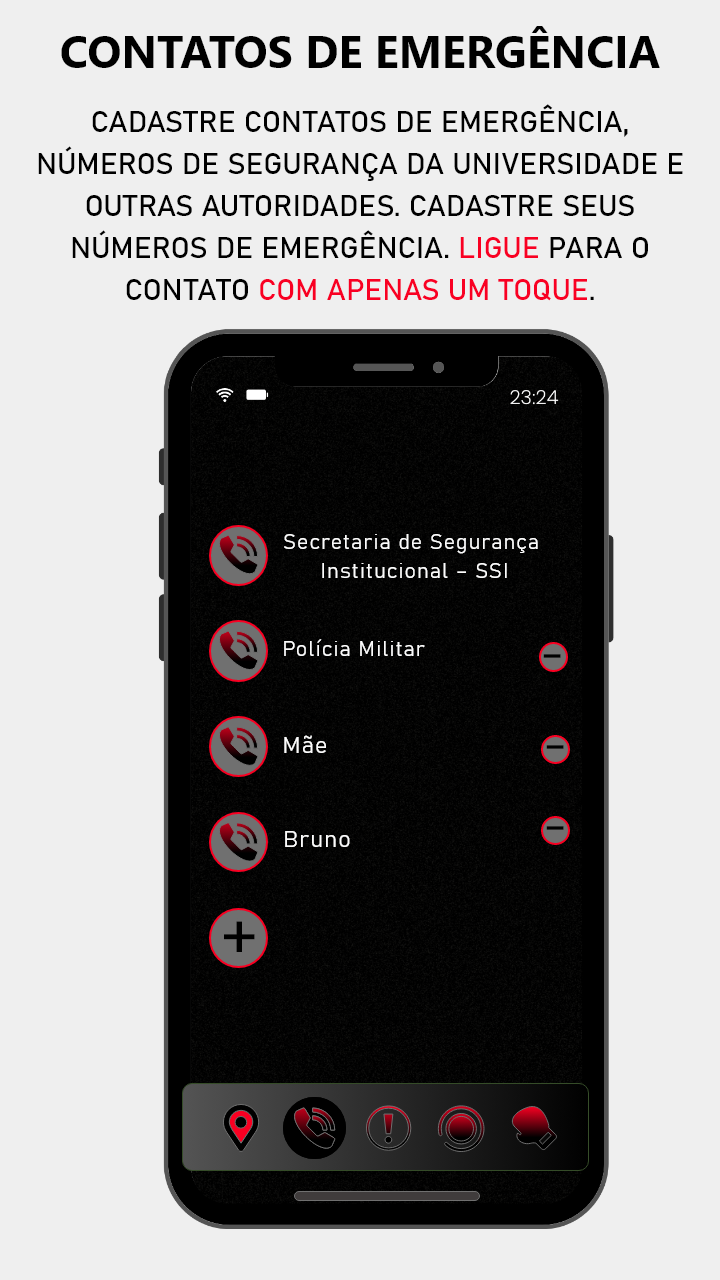 CONTATOS DE EMERGÊNCIA
CADASTRE CONTATOS DE EMERGÊNCIA,
NÚMEROS DE SEGURANÇA DA UNIVERSIDADE E
OUTRAS AUTORIDADES. CADASTRE SEUS
NÚMEROS DE EMERGÊNCIA. LIGUE PARA O
CONTATO COM APENAS UM TOQUE.
23:24
Secretaria de Segurança
Institucional – SSI
Polícia Militar
Mãe
Bruno